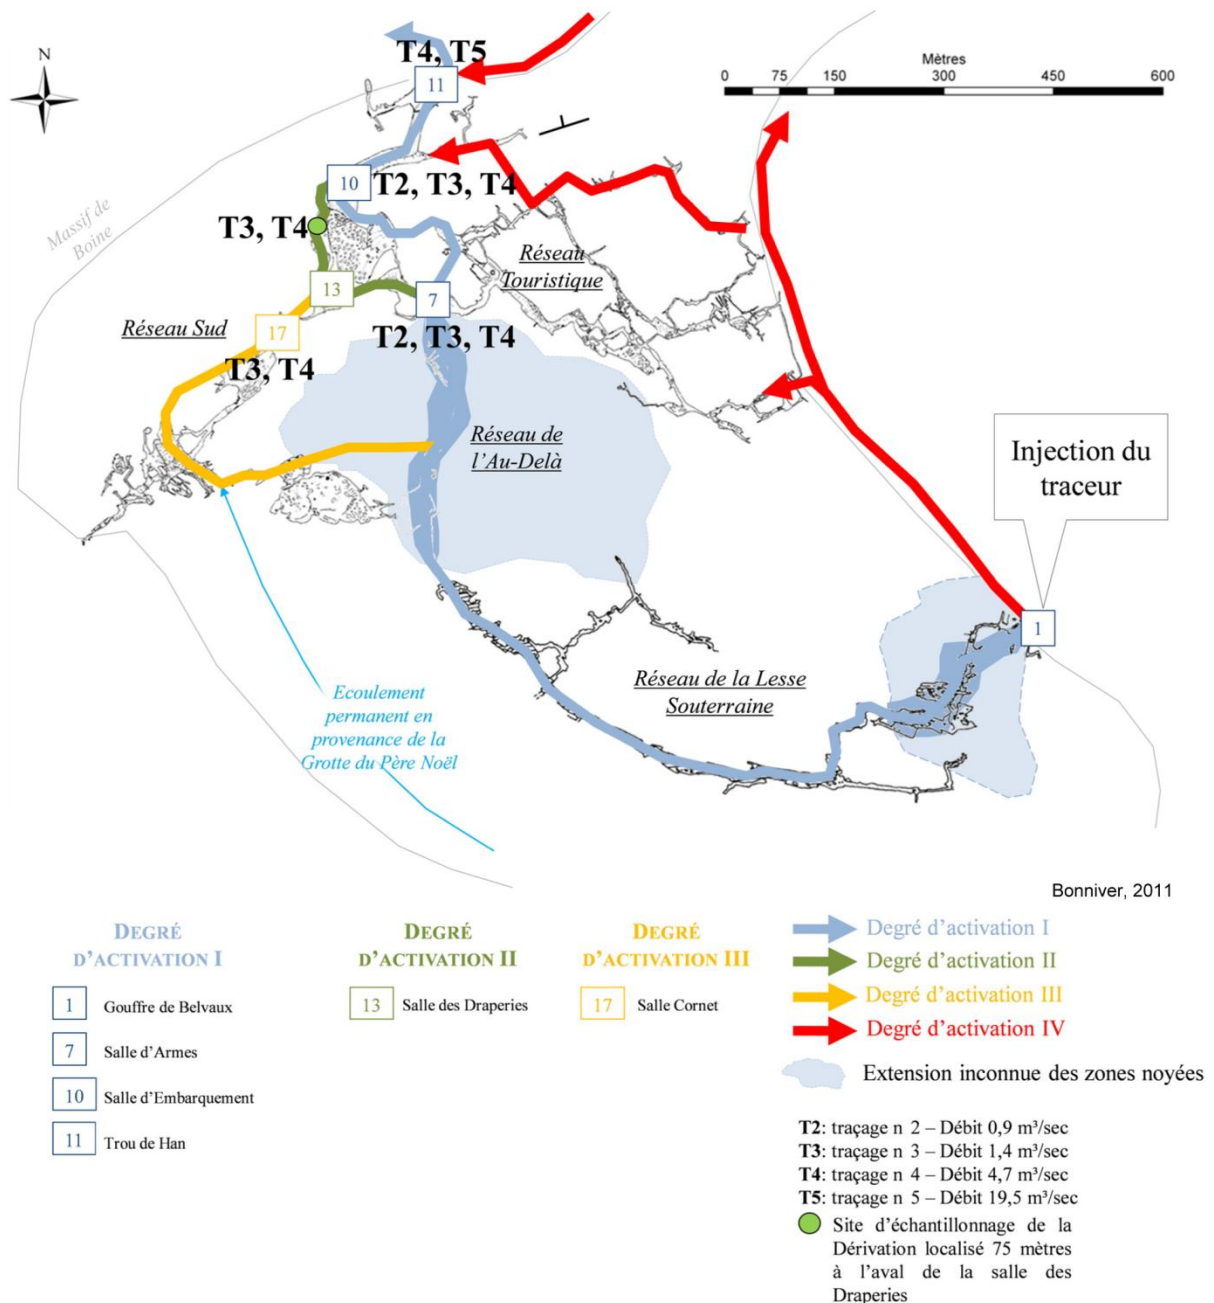 N
T4, T5
11
Mètres
0 75 150 300 450 600
Massif de
Boine
10
T2, T3, T4
T3, T4
Réseau
Touristique
13
7
Réseau Sud
17
T2, T3, T4
T3, T4
Réseau de
l'Au-Delà
Injection du
traceur
1
Réseau de la Lesse
Souterraine
Ecoulement
permanent en
provenance de la
Grotte du Père Noël
Bonniver, 2011
DEGRÉ
D'ACTIVATION I
1 Gouffre de Belvaux
7 Salle d'Armes
10 Salle d'Embarquement
11 Trou de Han
DEGRÉ
D'ACTIVATION II
13 Salle des Draperies
DEGRÉ
D'ACTIVATION III
17 Salle Cornet
Degré d'activation I
Degré d'activation II
Degré d'activation III
Degré d'activation IV
Extension inconnue des zones noyées
T2: traçage n 2 – Débit 0,9 m³/sec
T3: traçage n 3 – Débit 1,4 m³/sec
T4: traçage n 4 – Débit 4,7 m³/sec
T5: traçage n 5 – Débit 19,5 m³/sec
Site d'échantillonnage de la
Dérivation localisé 75 mètres
à l'aval de la salle des
Draperies